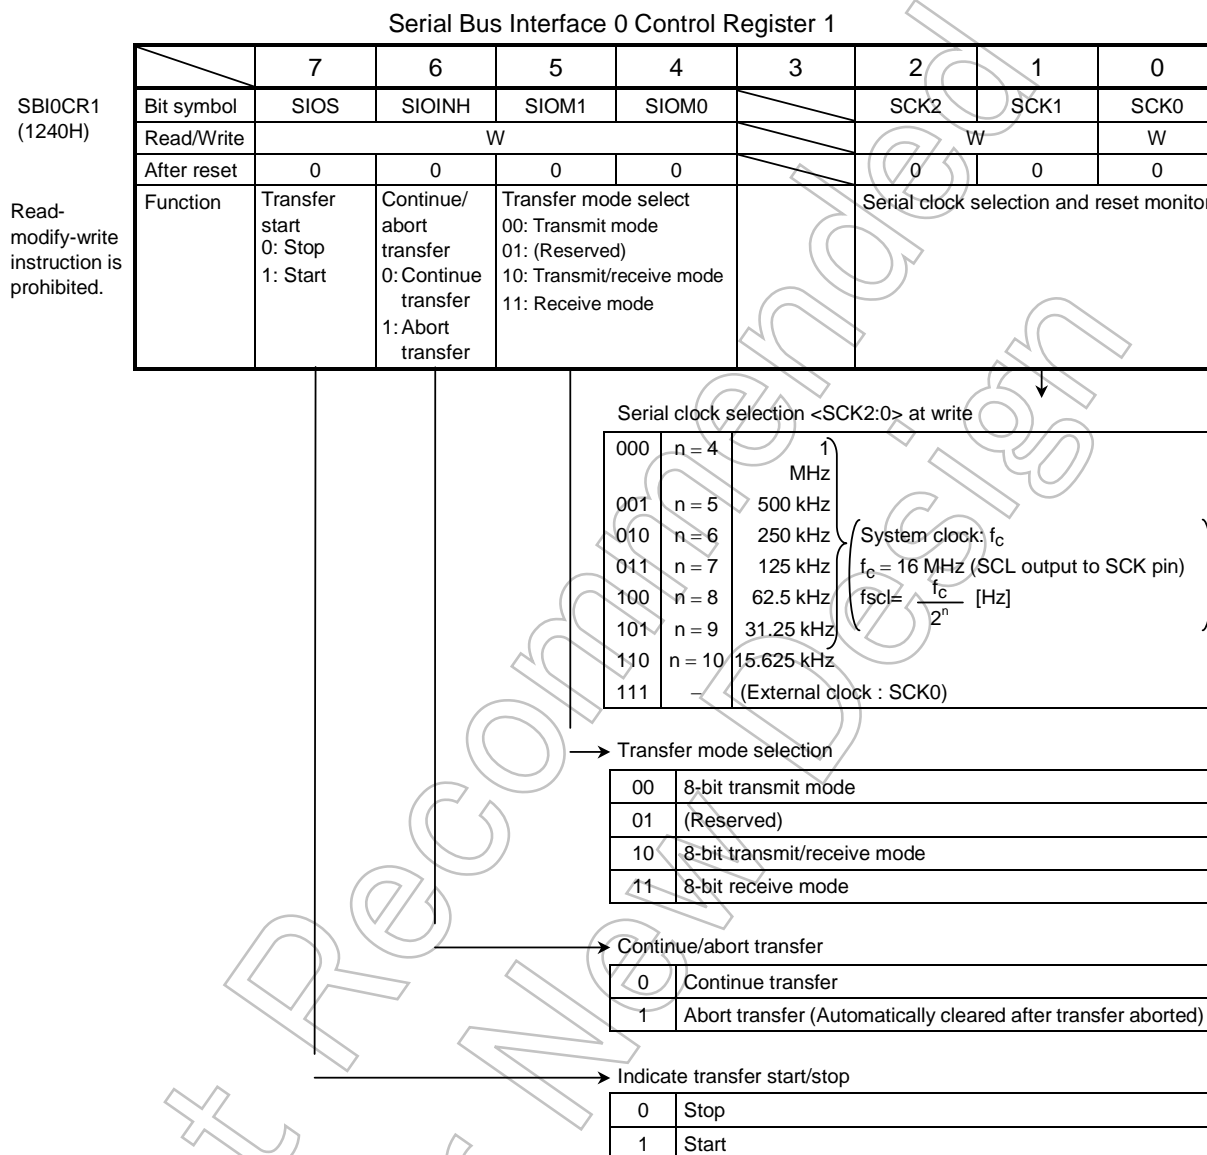 Serial Bus Interface 0 Control Register 1
7 6 5 4 3 2 1 0
SBI0CR1
(1240H)
Bit symbol SIOS SIOINH SIOM1 SIOM0 SCK2 SCK1 SCK0
Read/Write W W W
After reset 0 0 0 0 0 0 0
Read-
modify-write
instruction is
prohibited.
Function
Transfer
start
0: Stop
1: Start
Continue/
abort
transfer
0: Continue
transfer
1: Abort
transfer
Transfer mode select
00: Transmit mode
01: (Reserved)
10: Transmit/receive mode
11: Receive mode
Serial clock selection and reset monitor
Serial clock selection <SCK2:0> at write
000 n = 4 1
MHz
001 n = 5 500 kHz
010 n = 6 250 kHz
011 n = 7 125 kHz
100 n = 8 62.5 kHz
101 n = 9 31.25 kHz
110 n = 10 15.625 kHz
111 – (External clock : SCK0)
System clock: fc
fc = 16 MHz (SCL output to SCK pin)
fscl= fc / 2^n [Hz]
Transfer mode selection
00 8-bit transmit mode
01 (Reserved)
10 8-bit transmit/receive mode
11 8-bit receive mode
Continue/abort transfer
0 Continue transfer
1 Abort transfer (Automatically cleared after transfer aborted)
Indicate transfer start/stop
0 Stop
1 Start
t Recommended
r New Design